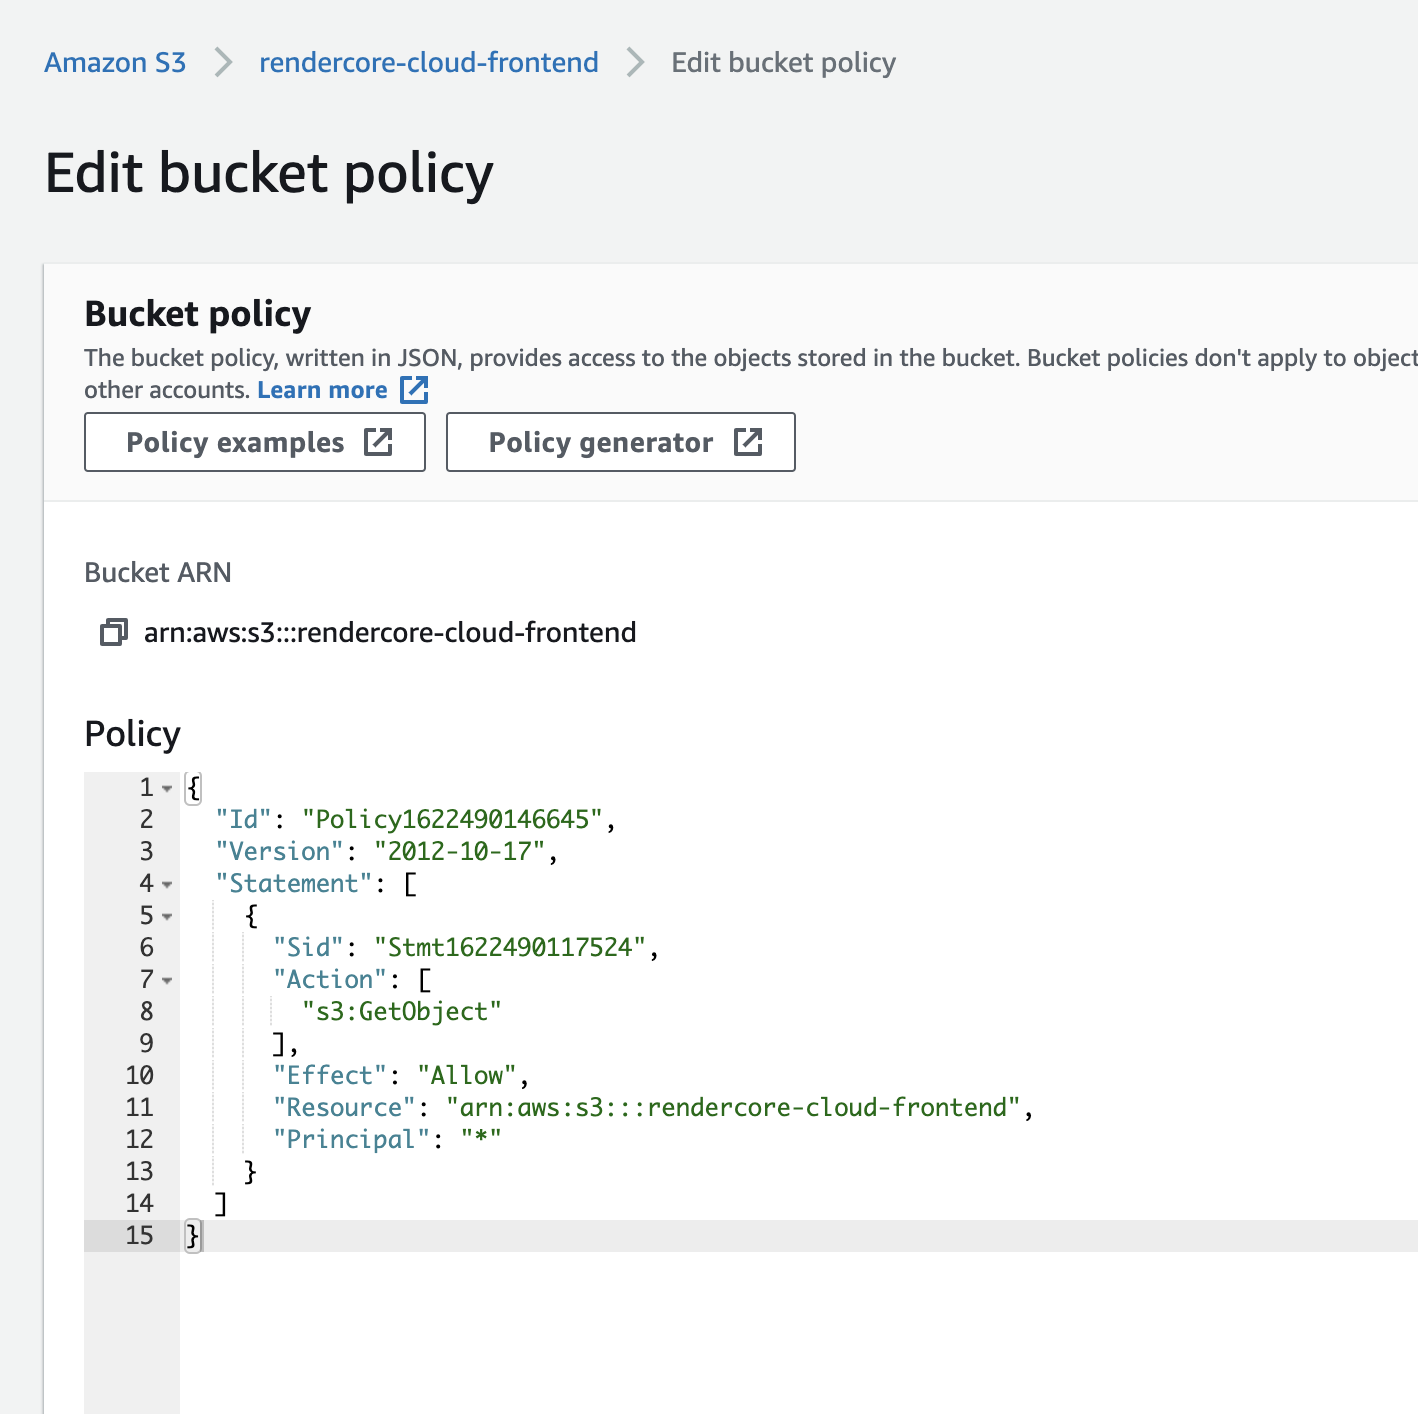 Amazon S3 > rendercore-cloud-frontend > Edit bucket policy
Edit bucket policy
Bucket policy
The bucket policy, written in JSON, provides access to the objects stored in the bucket. Bucket policies don't apply to object
other accounts. Learn more
Policy examples Policy generator
Bucket ARN
arn:aws:s3:::rendercore-cloud-frontend
Policy
1 {
2 "Id": "Policy1622490146645",
3 "Version": "2012-10-17",
4 "Statement": [
5 {
6 "Sid": "Stmt1622490117524",
7 "Action": [
8 "s3:GetObject"
9 ],
10 "Effect": "Allow",
11 "Resource": "arn:aws:s3:::rendercore-cloud-frontend",
12 "Principal": "*"
13 }
14 ]
15 }